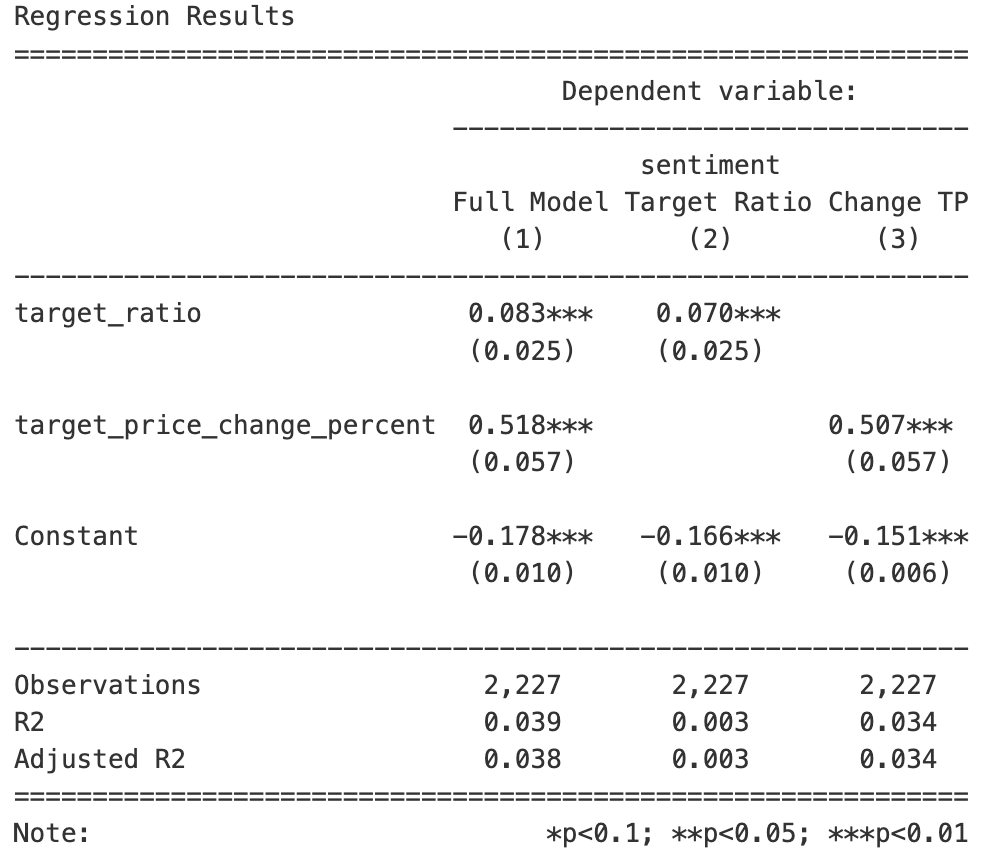 Regression Results
=============================================================
Dependent variable:
---------------------------------
sentiment
Full Model Target Ratio Change TP
(1) (2) (3)
-------------------------------------------------------------
target_ratio 0.083*** 0.070***
(0.025) (0.025)
target_price_change_percent 0.518*** 0.507***
(0.057) (0.057)
Constant -0.178*** -0.166*** -0.151***
(0.010) (0.010) (0.006)
-------------------------------------------------------------
Observations 2,227 2,227 2,227
R2 0.039 0.003 0.034
Adjusted R2 0.038 0.003 0.034
=============================================================
Note: *p<0.1; **p<0.05; ***p<0.01